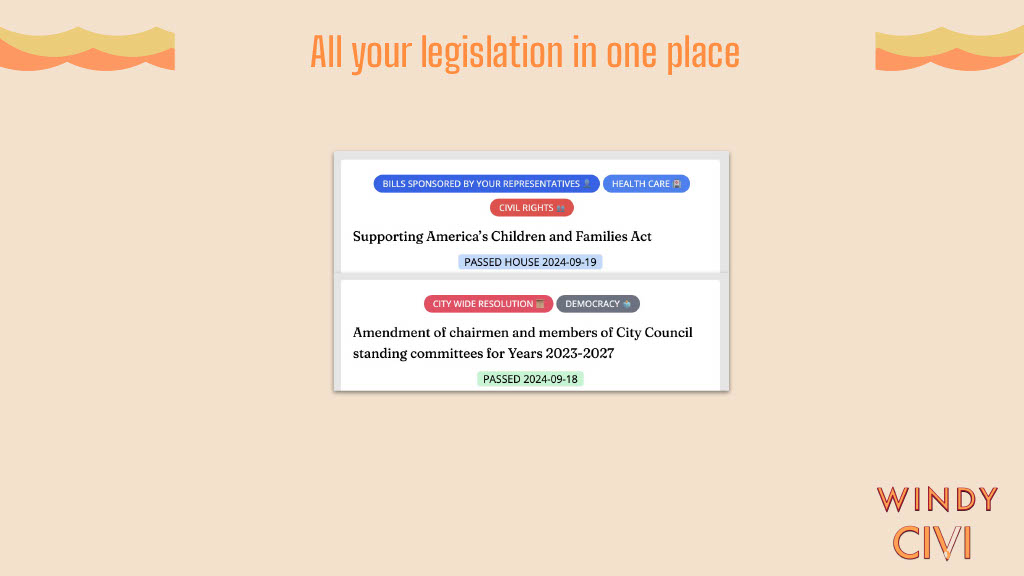 All your legislation in one place
BILLS SPONSORED BY YOUR REPRESENTATIVES
HEALTH CARE
CIVIL RIGHTS
Supporting America's Children and Families Act
PASSED HOUSE 2024-09-19
CITY WIDE RESOLUTION
DEMOCRACY
Amendment of chairmen and members of City Council
standing committees for Years 2023-2027
PASSED 2024-09-18
WINDY
CIVI